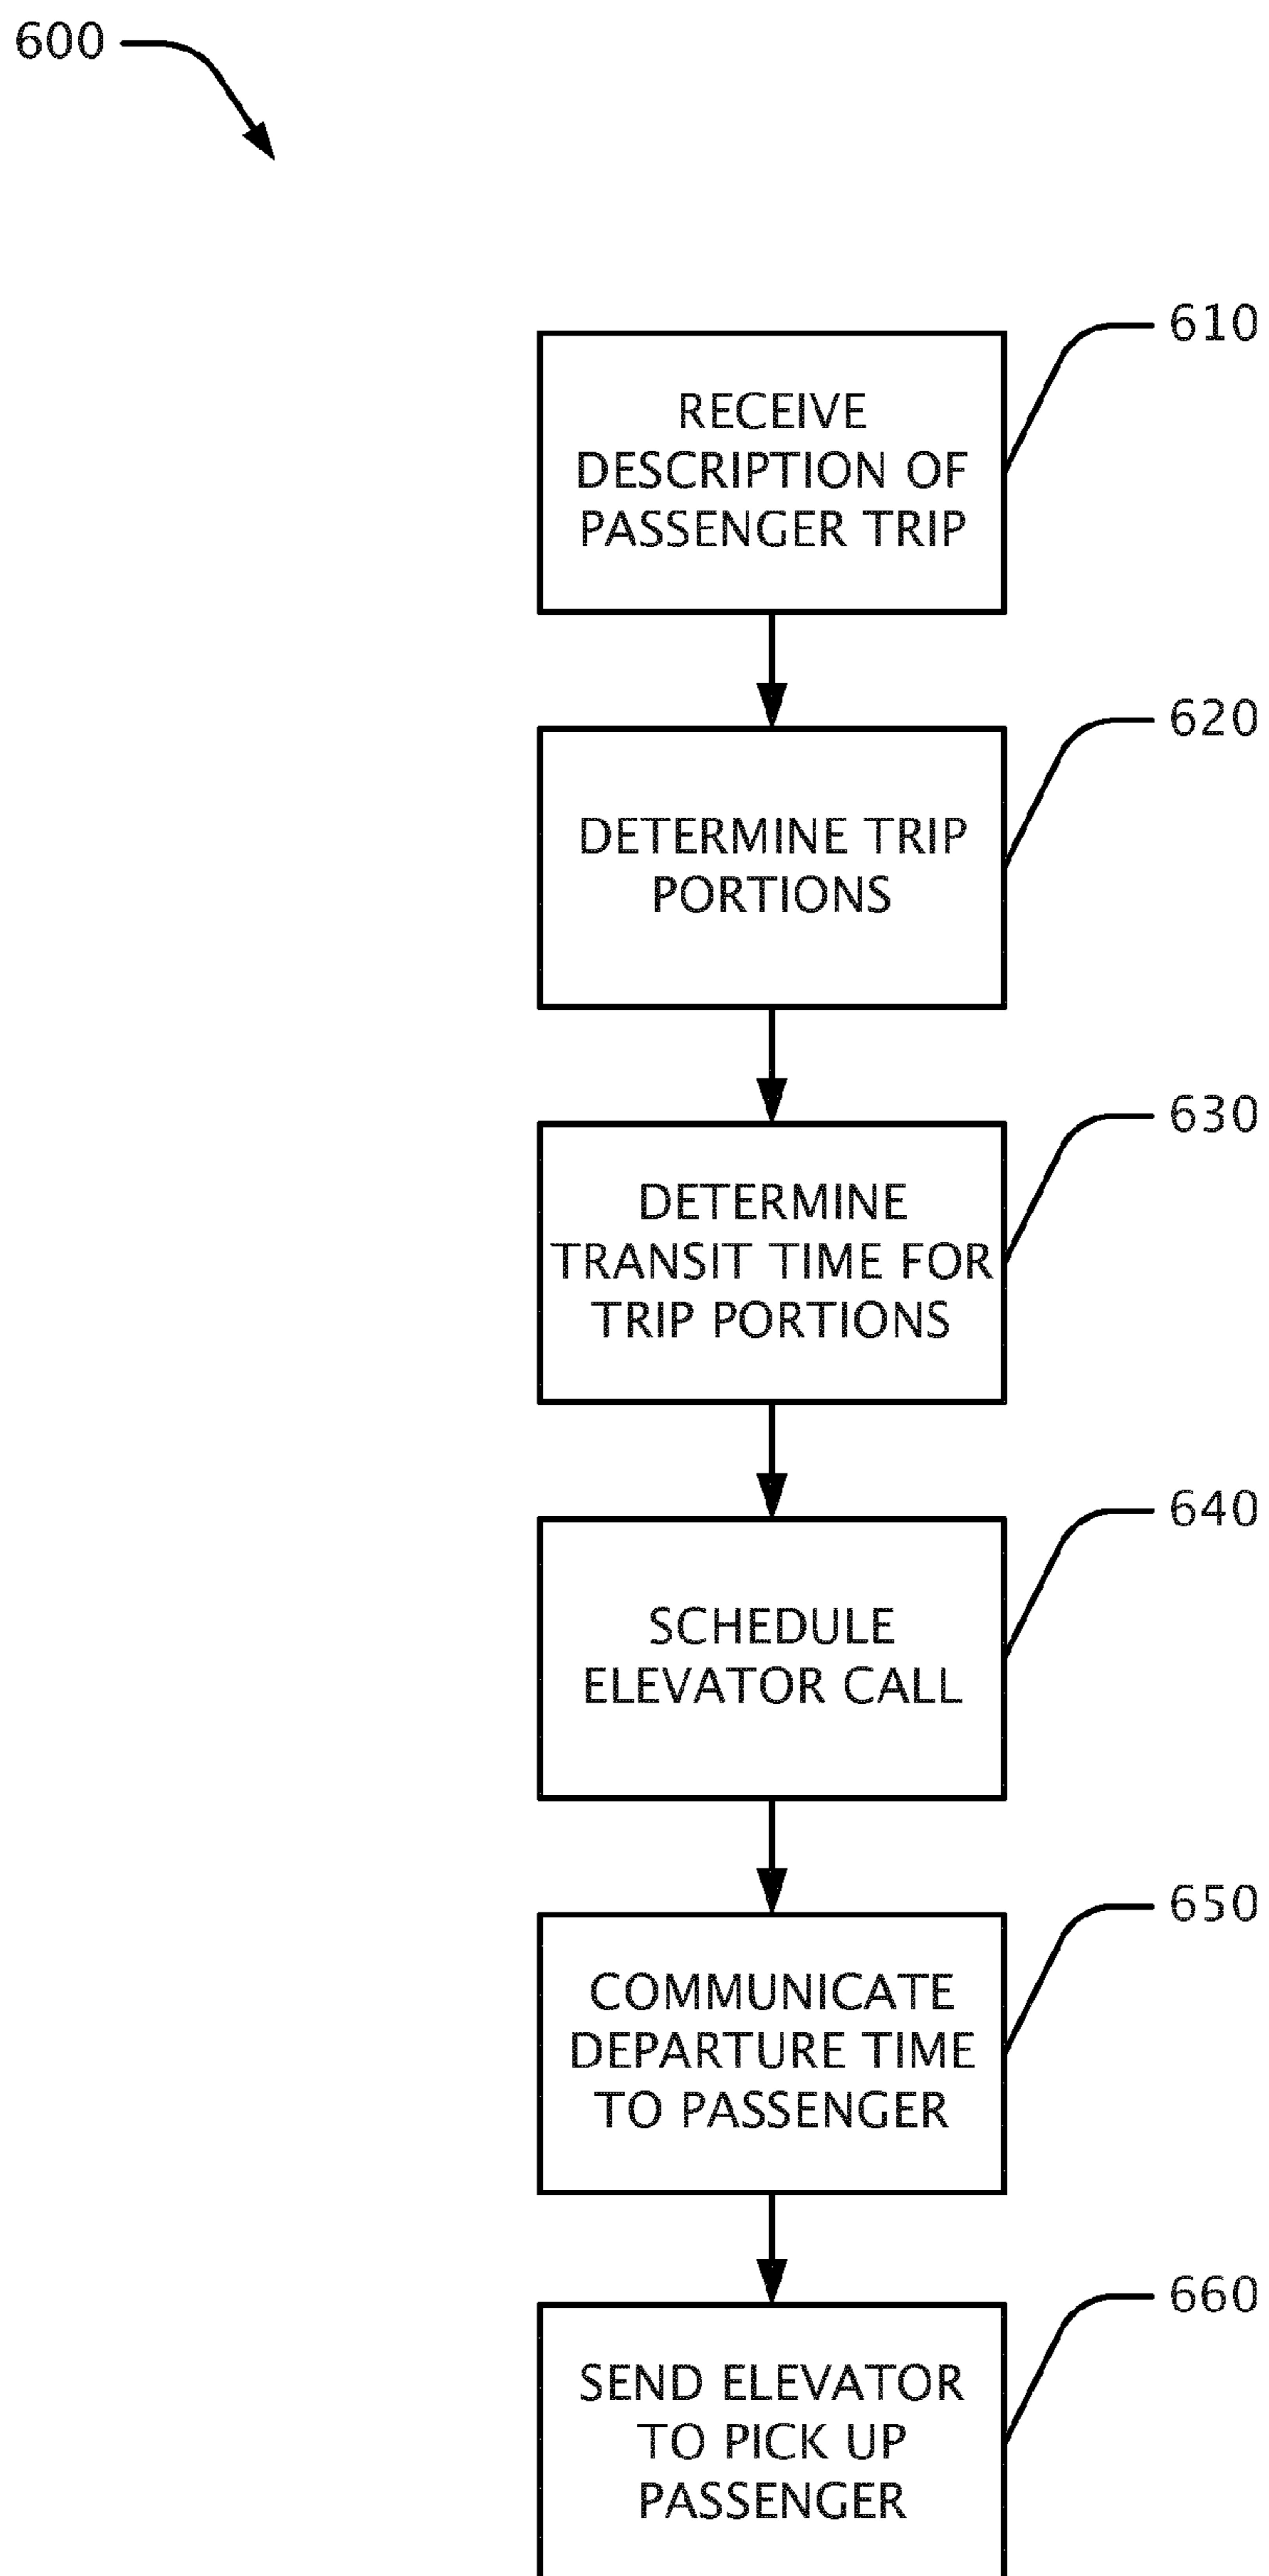 600
610
RECEIVE
DESCRIPTION OF
PASSENGER TRIP
620
DETERMINE TRIP
PORTIONS
630
DETERMINE
TRANSIT TIME FOR
TRIP PORTIONS
640
SCHEDULE
ELEVATOR CALL
650
COMMUNICATE
DEPARTURE TIME
TO PASSENGER
660
SEND ELEVATOR
TO PICK UP
PASSENGER